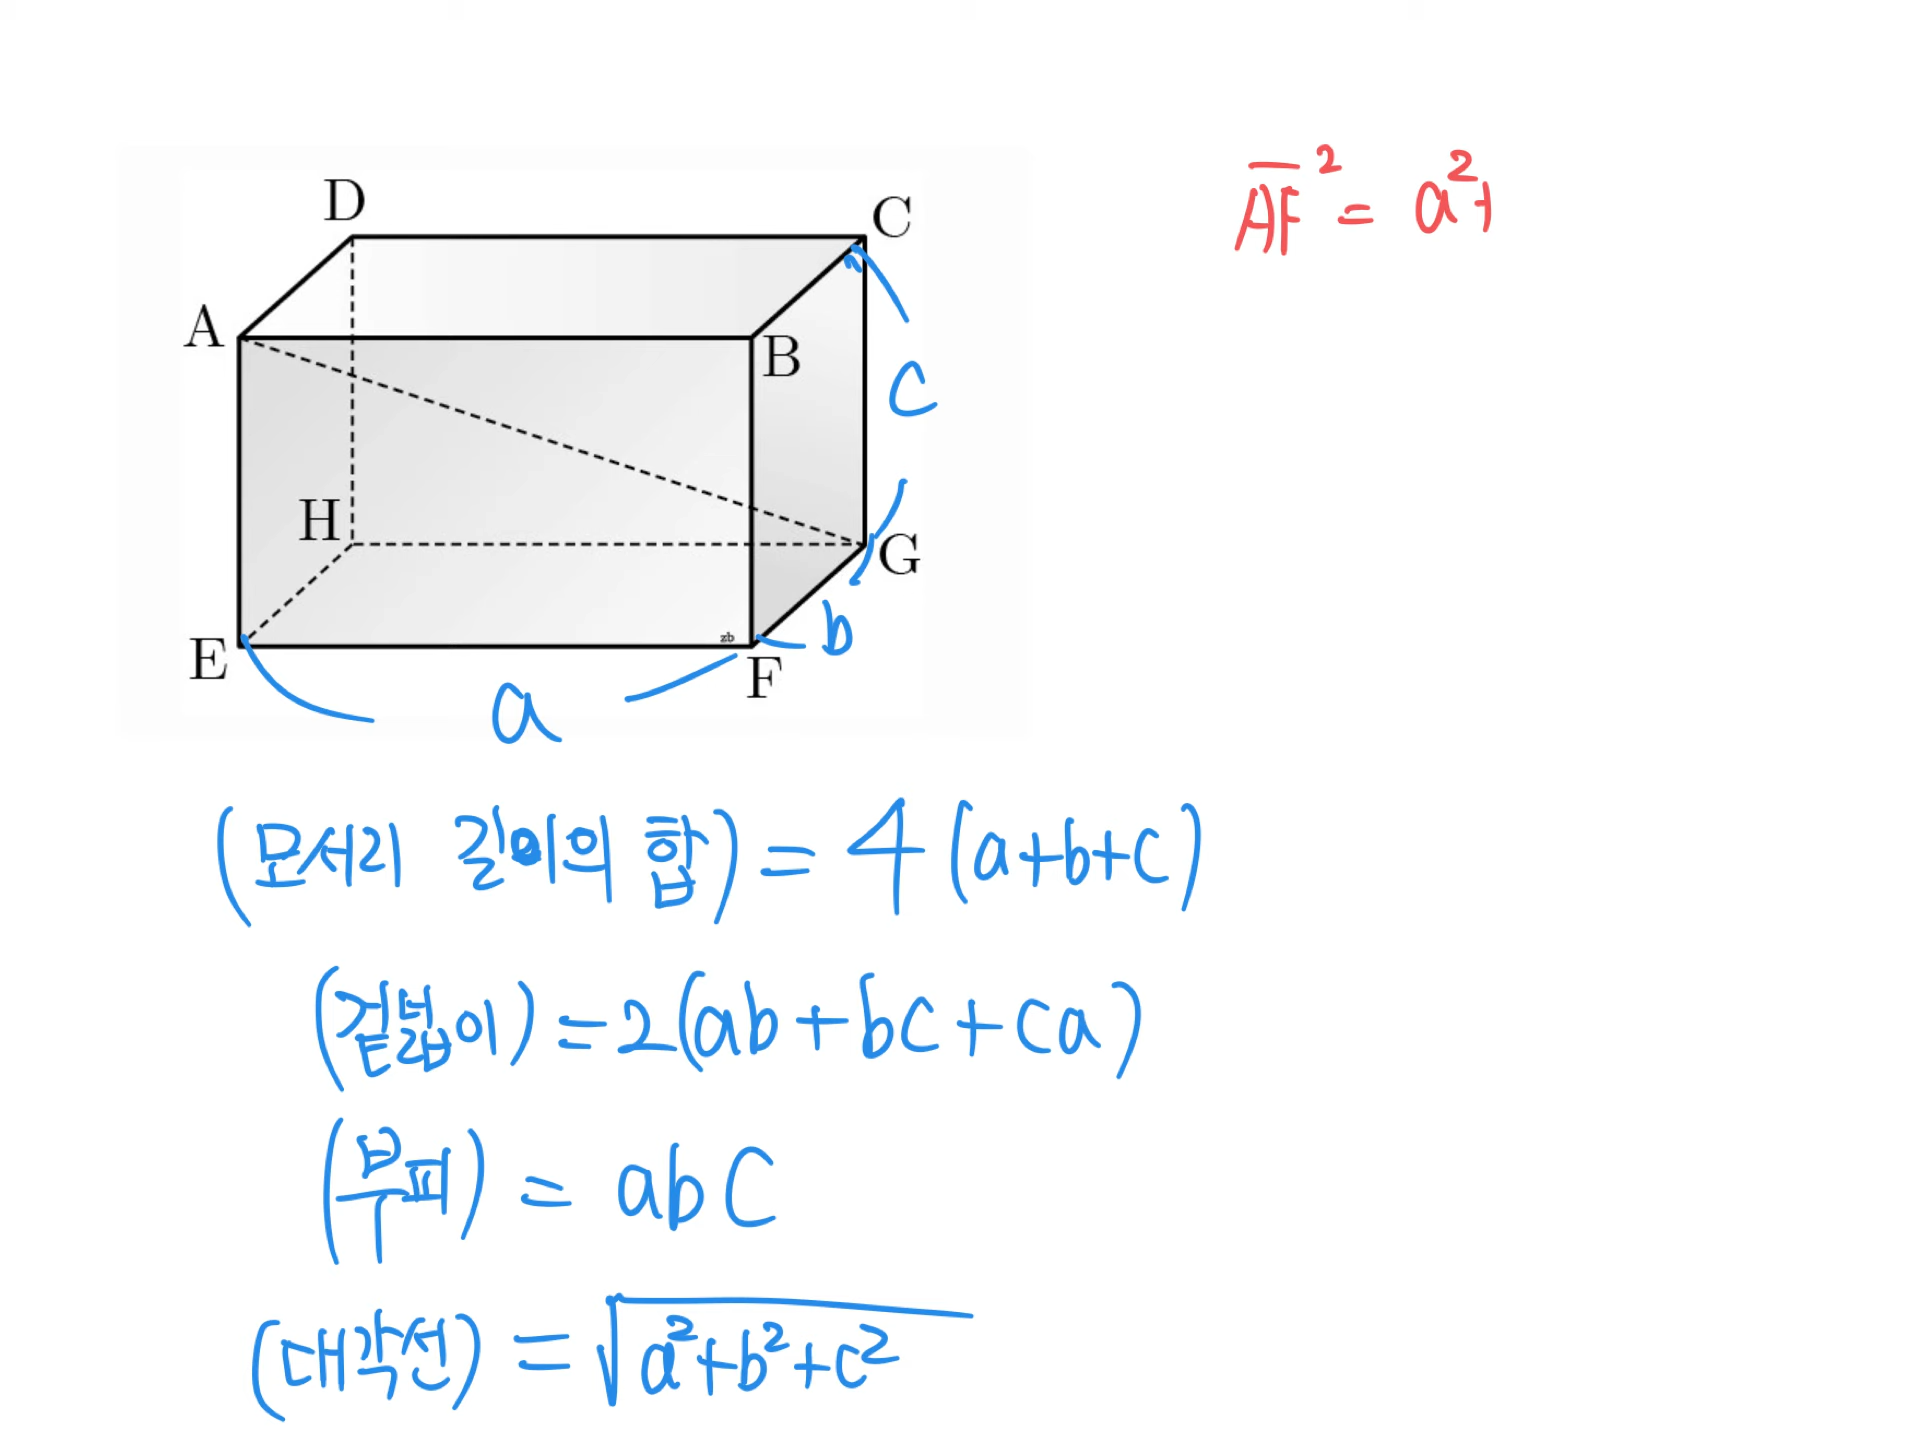 D
C
A
B
c
H
G
b
E
zb
F
a
AF² = a²+
(모서리 길이의 합) = 4 (a+b+c)
(겉넓이) = 2(ab+bc+ca)
(부피) = abc
(대각선) = √a²+b²+c²